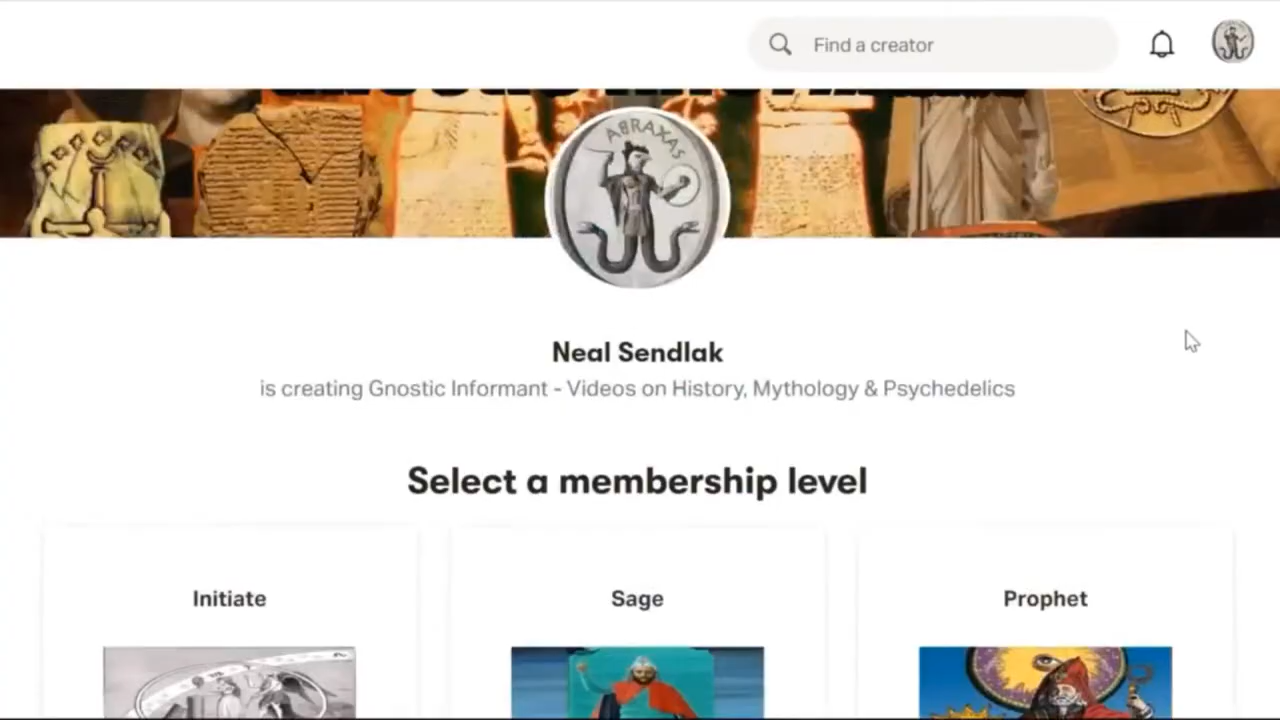 Find a creator
ABRAXAS
Neal Sendlak
is creating Gnostic Informant - Videos on History, Mythology & Psychedelics
Select a membership level
Initiate
Sage
Prophet